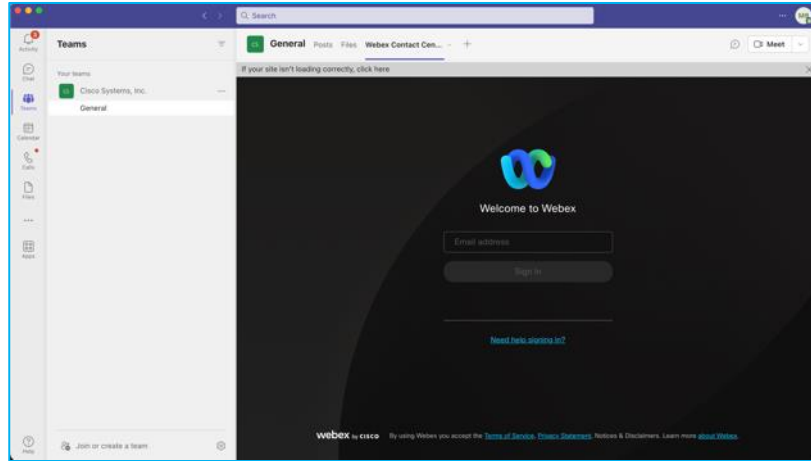 Search
MR
3
Activity
Chat
Teams
Calendar
Calls
Files
...
Apps
Help
Teams
Your teams
CS
Cisco Systems, Inc.
...
General
Join or create a team
CS
General Posts Files Webex Contact Cen...
Meet
If your site isn't loading correctly, click here
Welcome to Webex
Email address
Sign in
Need help signing in?
webex by CISCO By using Webex you accept the Terms of Service, Privacy Statement, Notices & Disclaimers. Learn more about Webex.